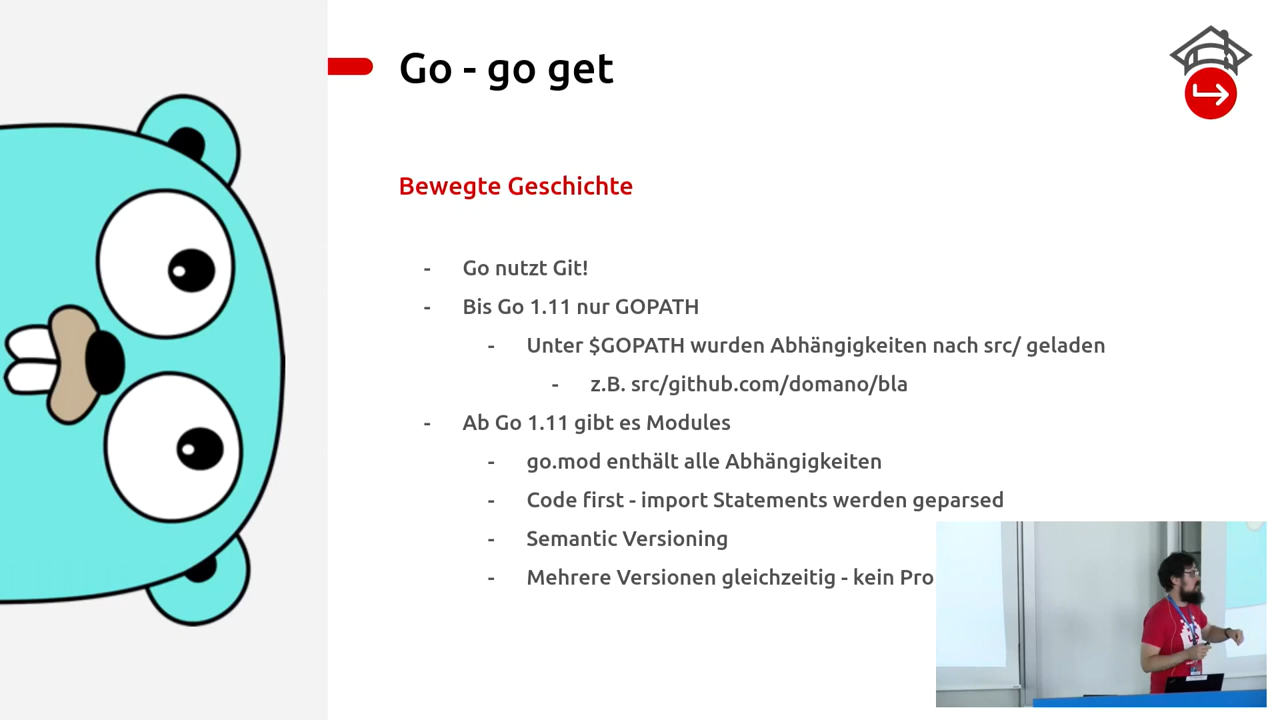 Go - go get
Bewegte Geschichte
- Go nutzt Git!
- Bis Go 1.11 nur GOPATH
- Unter $GOPATH wurden Abhängigkeiten nach src/ geladen
- z.B. src/github.com/domano/bla
- Ab Go 1.11 gibt es Modules
- go.mod enthält alle Abhängigkeiten
- Code first - import Statements werden geparsed
- Semantic Versioning
- Mehrere Versionen gleichzeitig - kein Pro